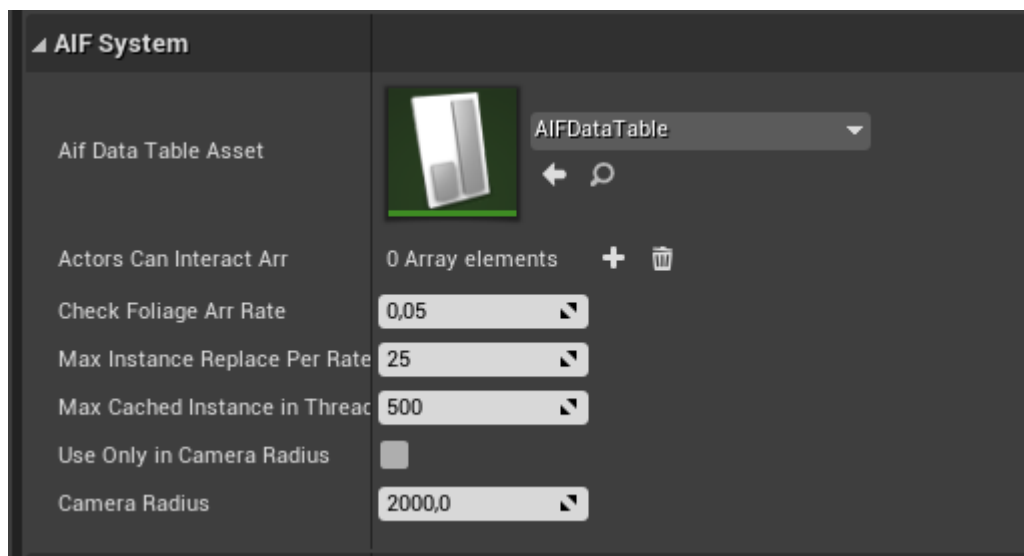 AIF System
Aif Data Table Asset
AIFDataTable
Actors Can Interact Arr
0 Array elements
Check Foliage Arr Rate
0,05
Max Instance Replace Per Rate
25
Max Cached Instance in Threac
500
Use Only in Camera Radius
Camera Radius
2000,0